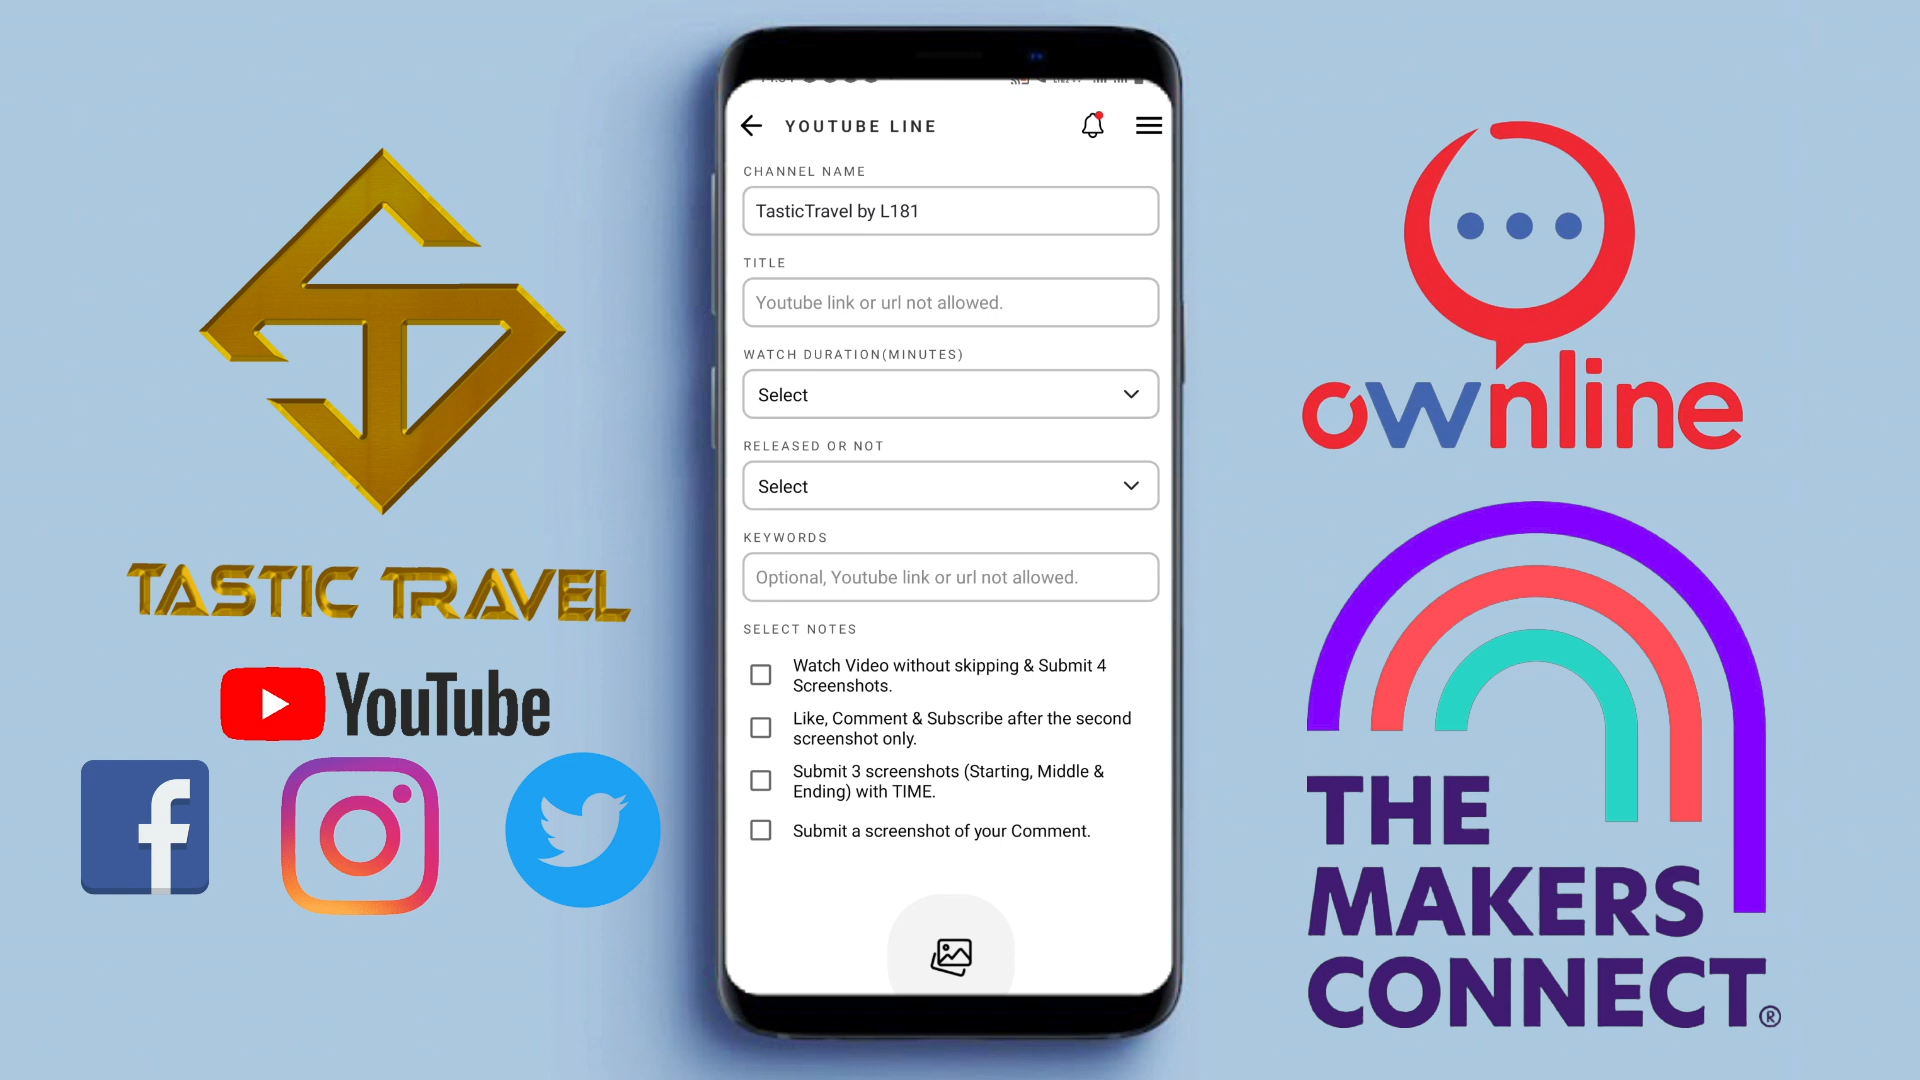 TASTIC TRAVEL
YouTube
YOUTUBE LINE
CHANNEL NAME
TasticTravel by L181
TITLE
Youtube link or url not allowed.
WATCH DURATION(MINUTES)
Select
RELEASED OR NOT
Select
KEYWORDS
Optional, Youtube link or url not allowed.
SELECT NOTES
Watch Video without skipping & Submit 4
Screenshots.
Like, Comment & Subscribe after the second
screenshot only.
Submit 3 screenshots (Starting, Middle &
Ending) with TIME.
Submit a screenshot of your Comment.
ownline
THE
MAKERS
CONNECT®